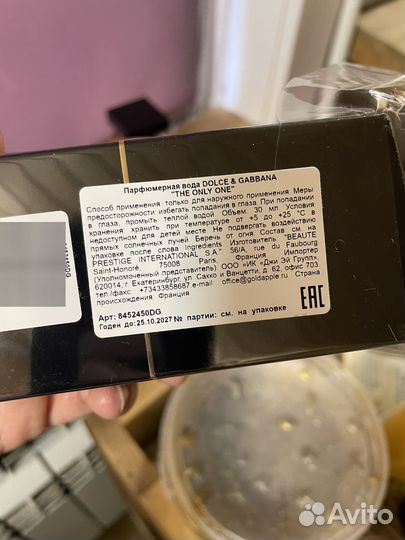 Парфюмерная вода DOLCE & GABBANA
"THE ONLY ONE"
Способ применения только для наружного применения Меры
предосторожности избегать попадания в глаза. При попадании
в глаза, промыть теплой водой. Объем 30 мл. Условия
хранения хранить при температуре от +5 до +25 °C в
недоступном для детей месте Не подвергать воздействию
прямых солнечных лучей Беречь от огня Состав см на
упаковке после слова Ingredients Изготовитель "BEAUTE
PRESTIGE INTERNATIONAL S.A." 56/А, rue du Faubourg
Saint-Honoré, 75008 Paris, Франция Импортер
(Уполномоченный представитель) ООО «ИК «Джи Эй Групп»,
620014, г. Екатеринбург, ул. Сакко и Ванцетти, д. 62, офис 703
тел./факс: +73433858687 e-mail: office@goldapple.ru Страна
происхождения Франция
Арт: 8452450DG
Годен до: 25.10.2027 № партии: см. на упаковке
EAC
Avito